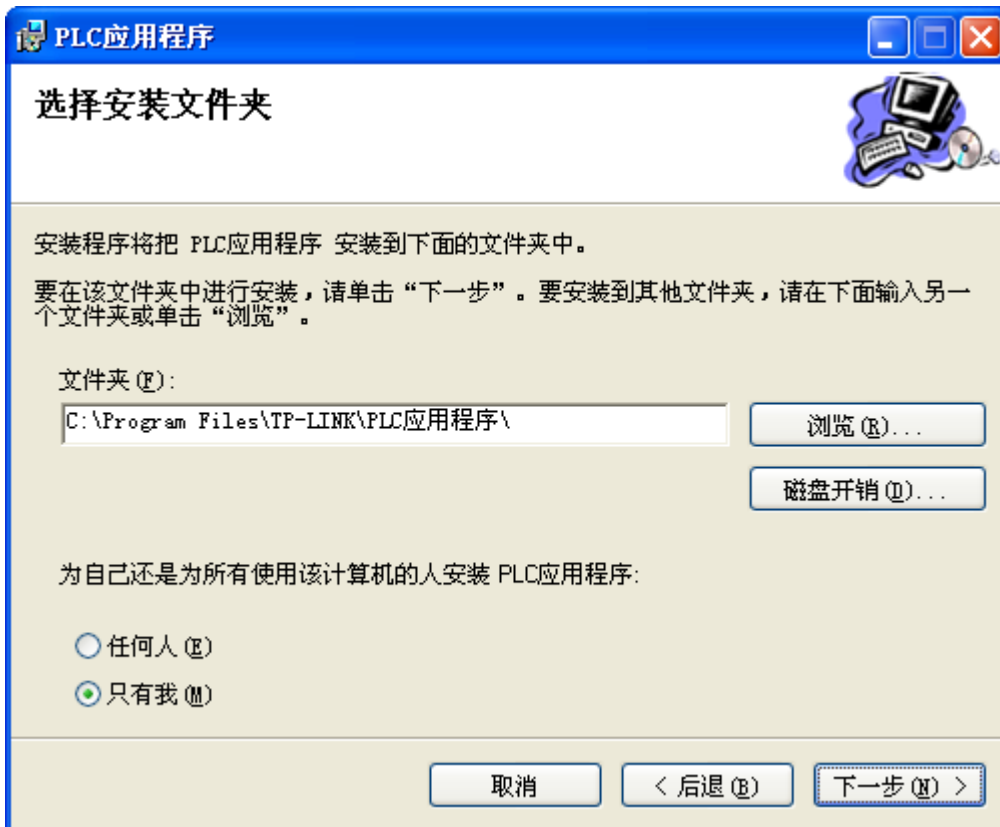 PLC应用程序
选择安装文件夹
安装程序将把 PLC应用程序 安装到下面的文件夹中。
要在该文件夹中进行安装，请单击“下一步”。要安装到其他文件夹，请在下面输入另一
个文件夹或单击“浏览”。
文件夹(F):
C:\Program Files\TP-LINK\PLC应用程序\
浏览(R)...
磁盘开销(D)...
为自己还是为所有使用该计算机的人安装 PLC应用程序:
任何人(E)
只有我(M)
取消
< 后退(B)
下一步(N) >